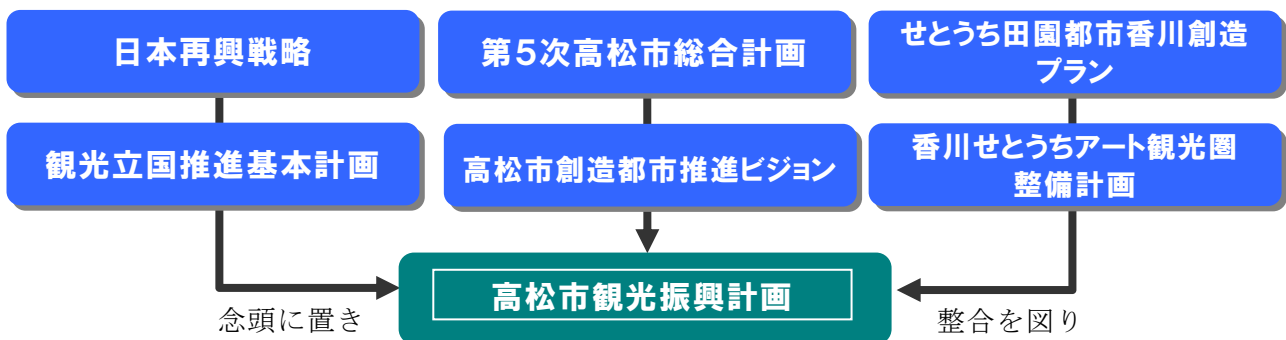 日本再興戦略
第5次高松市総合計画
せとうち田園都市香川創造
プラン
観光立国推進基本計画
高松市創造都市推進ビジョン
香川せとうちアート観光圏
整備計画
高松市観光振興計画
念頭に置き
整合を図り